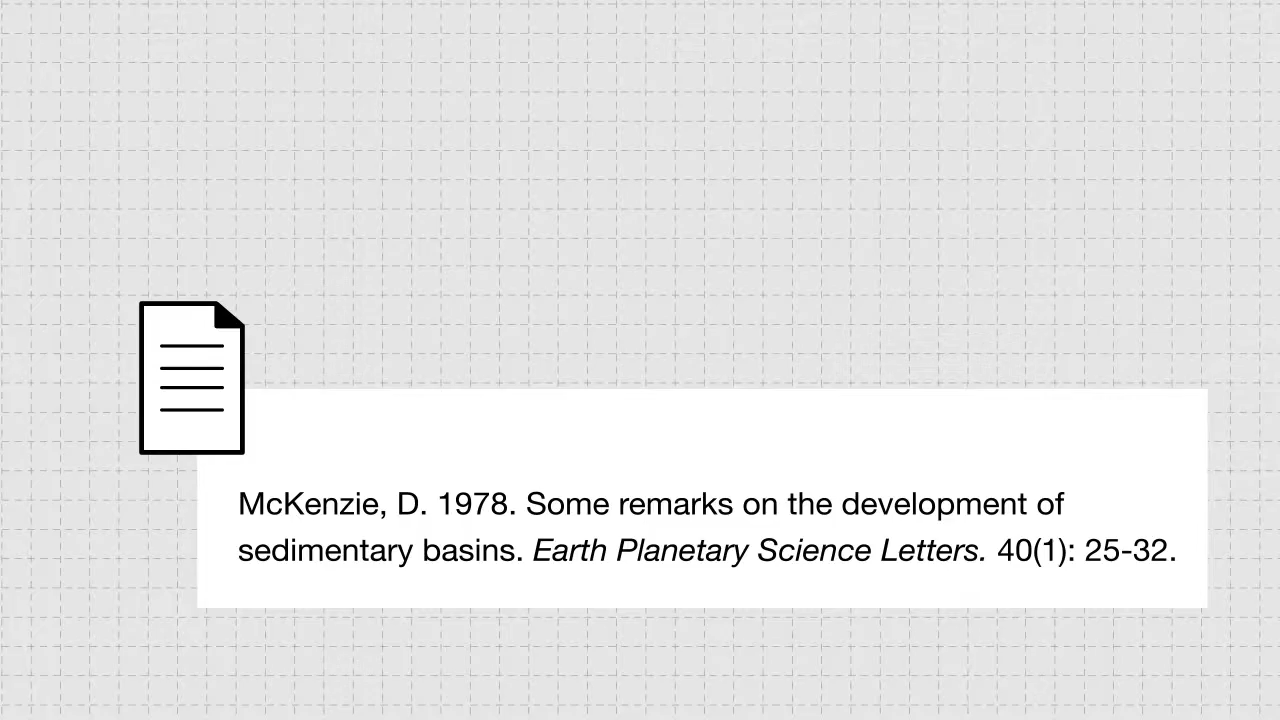 McKenzie, D. 1978. Some remarks on the development of
sedimentary basins. Earth Planetary Science Letters. 40(1): 25-32.